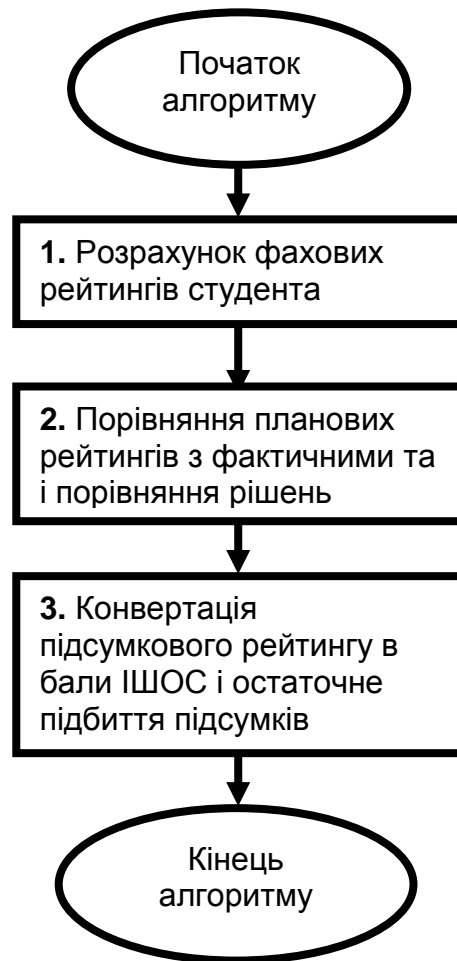 Початок
алгоритму
1. Розрахунок фахових
рейтингів студента
2. Порівняння планових
рейтингів з фактичними та
і порівняння рішень
3. Конвертація
підсумкового рейтингу в
бали ІШОС і остаточне
підбиття підсумків
Кінець
алгоритму